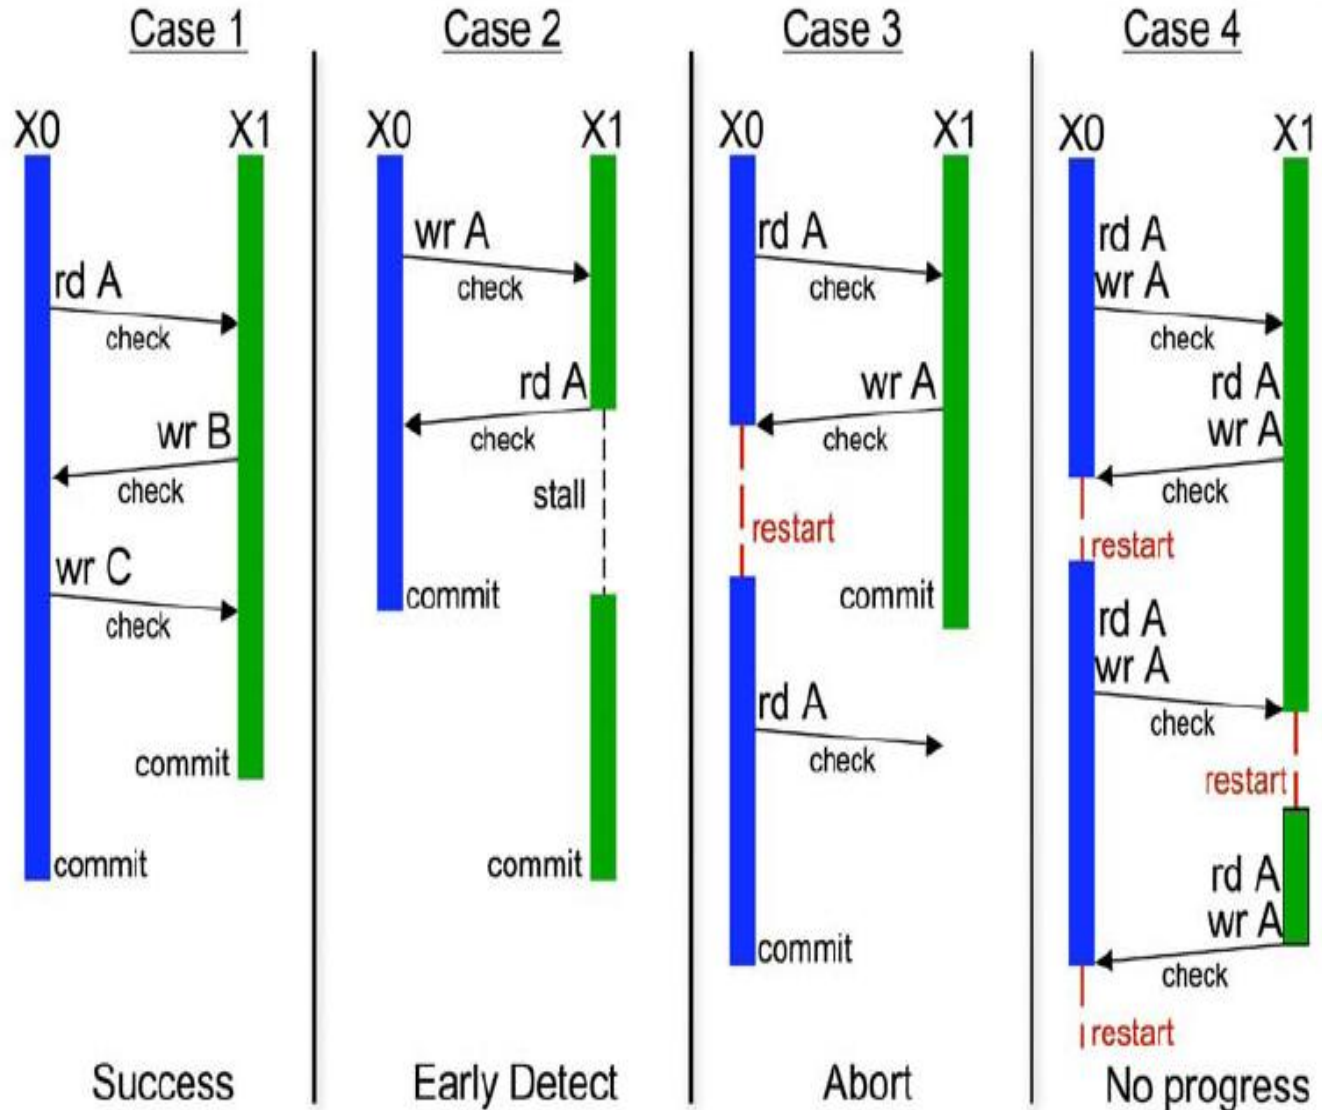 Case 1
X0 X1
rd A
check
wr B
check
wr C
check
commit
commit
Success
Case 2
X0 X1
wr A
check
rd A
check
stall
commit
commit
Early Detect
Case 3
X0 X1
rd A
check
wr A
check
restart
commit
rd A
check
commit
Abort
Case 4
X0 X1
rd A
wr A
check
rd A
wr A
check
restart
rd A
wr A
check
restart
rd A
wr A
check
restart
No progress